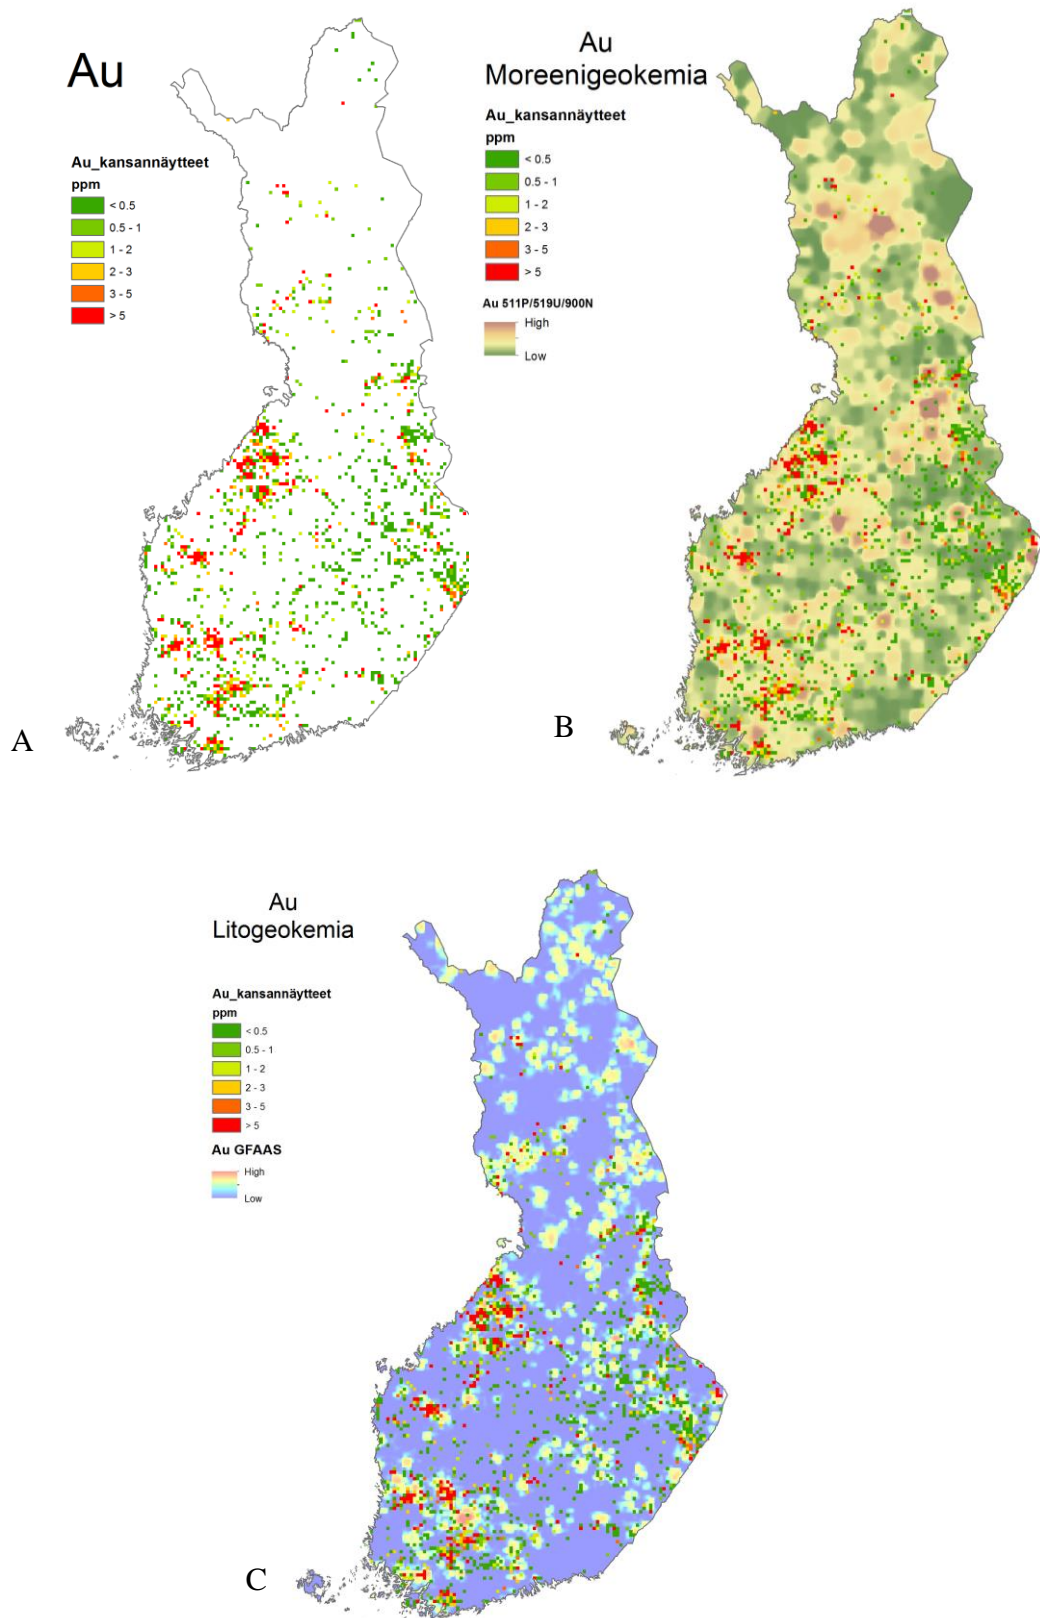 Au
Au_kansannäytteet
ppm
< 0.5
0.5 - 1
1 - 2
2 - 3
3 - 5
> 5
A
Au
Moreenigeokemia
Au_kansannäytteet
ppm
< 0.5
0.5 - 1
1 - 2
2 - 3
3 - 5
> 5
Au 511P/519U/900N
High
Low
B
Au
Litogeokemia
Au_kansannäytteet
ppm
< 0.5
0.5 - 1
1 - 2
2 - 3
3 - 5
> 5
Au GFAAS
High
Low
C